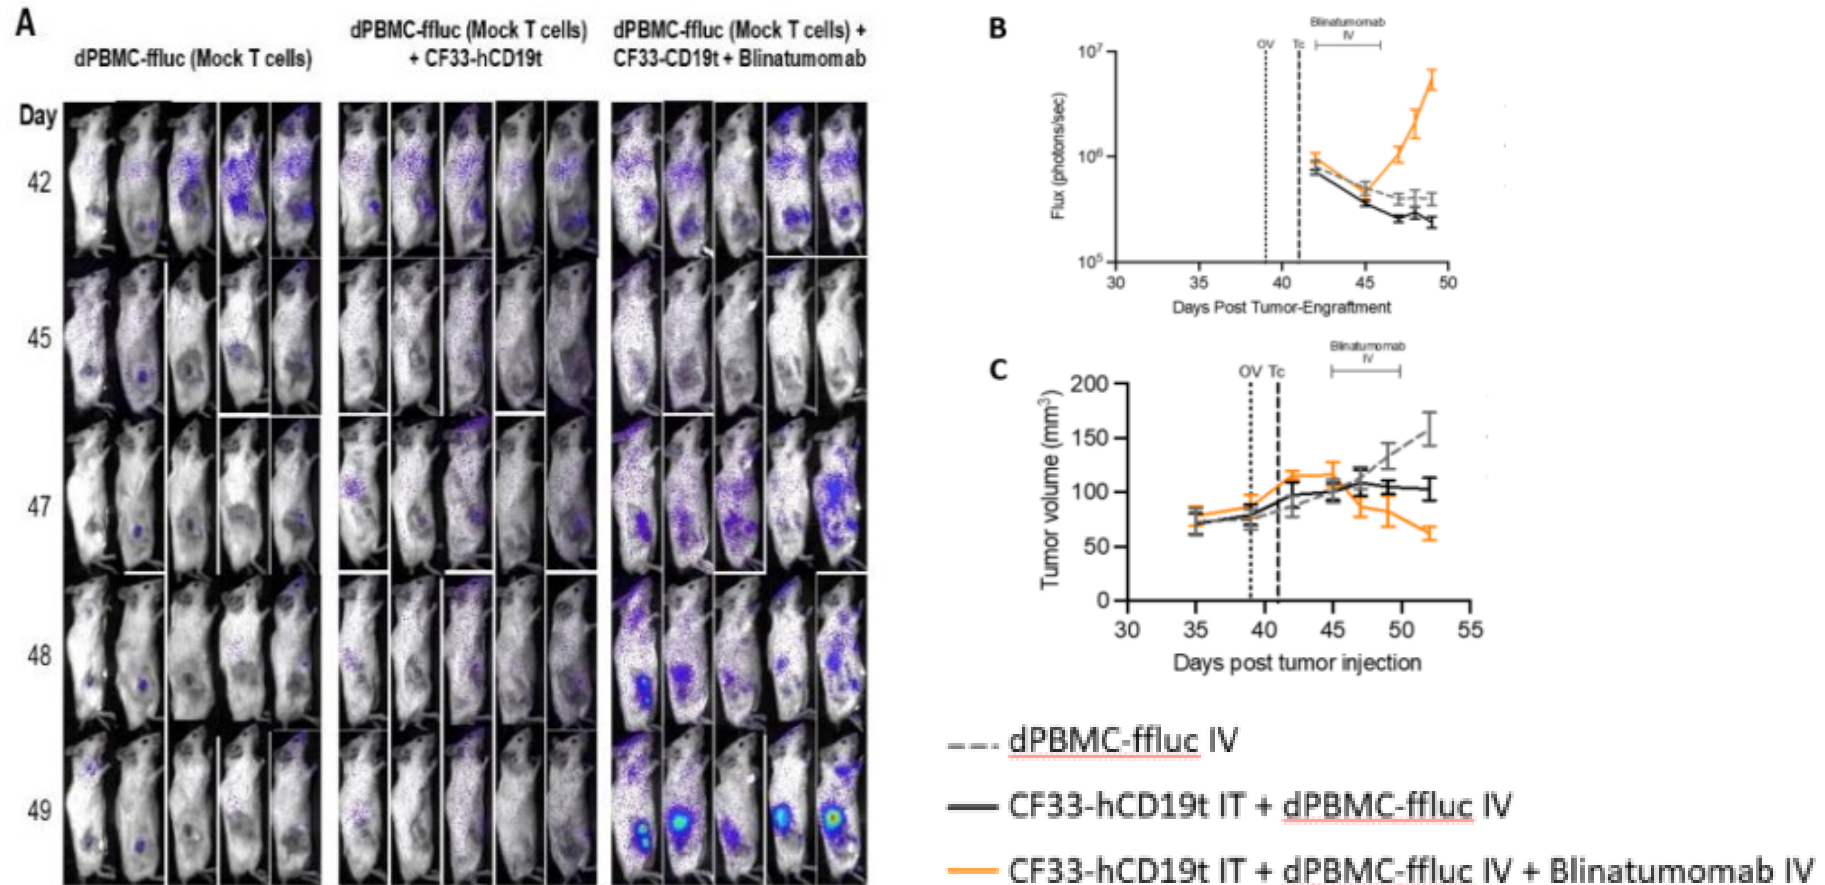 A
dPBMC-ffluc (Mock T cells)
dPBMC-ffluc (Mock T cells)
+ CF33-hCD19t
dPBMC-ffluc (Mock T cells) +
CF33-CD19t + Blinatumomab
Day
42
45
47
48
49
B
Blinatumomab
IV
OV
Tc
10⁷
10⁶
10⁵
Flux (photons/sec)
30
35
40
45
50
Days Post Tumor-Engraftment
C
Blinatumomab
IV
OV
Tc
200
150
100
50
0
Tumor volume (mm³)
30
35
40
45
50
55
Days post tumor injection
dPBMC-ffluc IV
CF33-hCD19t IT + dPBMC-ffluc IV
CF33-hCD19t IT + dPBMC-ffluc IV + Blinatumomab IV